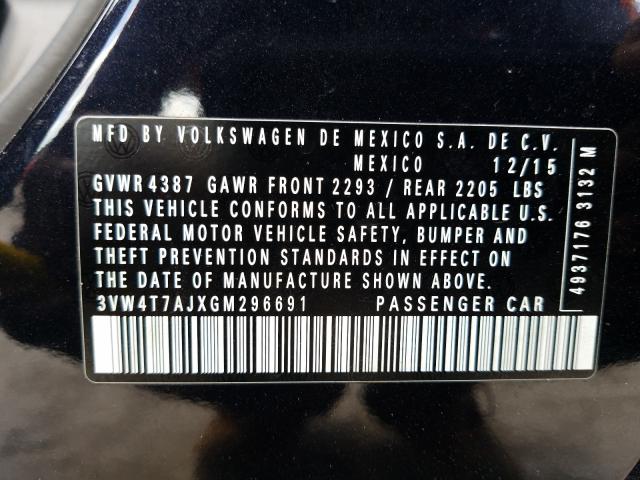 MFD BY VOLKSWAGEN DE MEXICO S.A. DE C.V.
MEXICO 12/15
GVWR 4387 GAWR FRONT 2293 / REAR 2205 LBS
THIS VEHICLE CONFORMS TO ALL APPLICABLE U.S.
FEDERAL MOTOR VEHICLE SAFETY, BUMPER AND
THEFT PREVENTION STANDARDS IN EFFECT ON
THE DATE OF MANUFACTURE SHOWN ABOVE.
3VW4T7AJXGM296691 PASSENGER CAR
4937176 3132 M